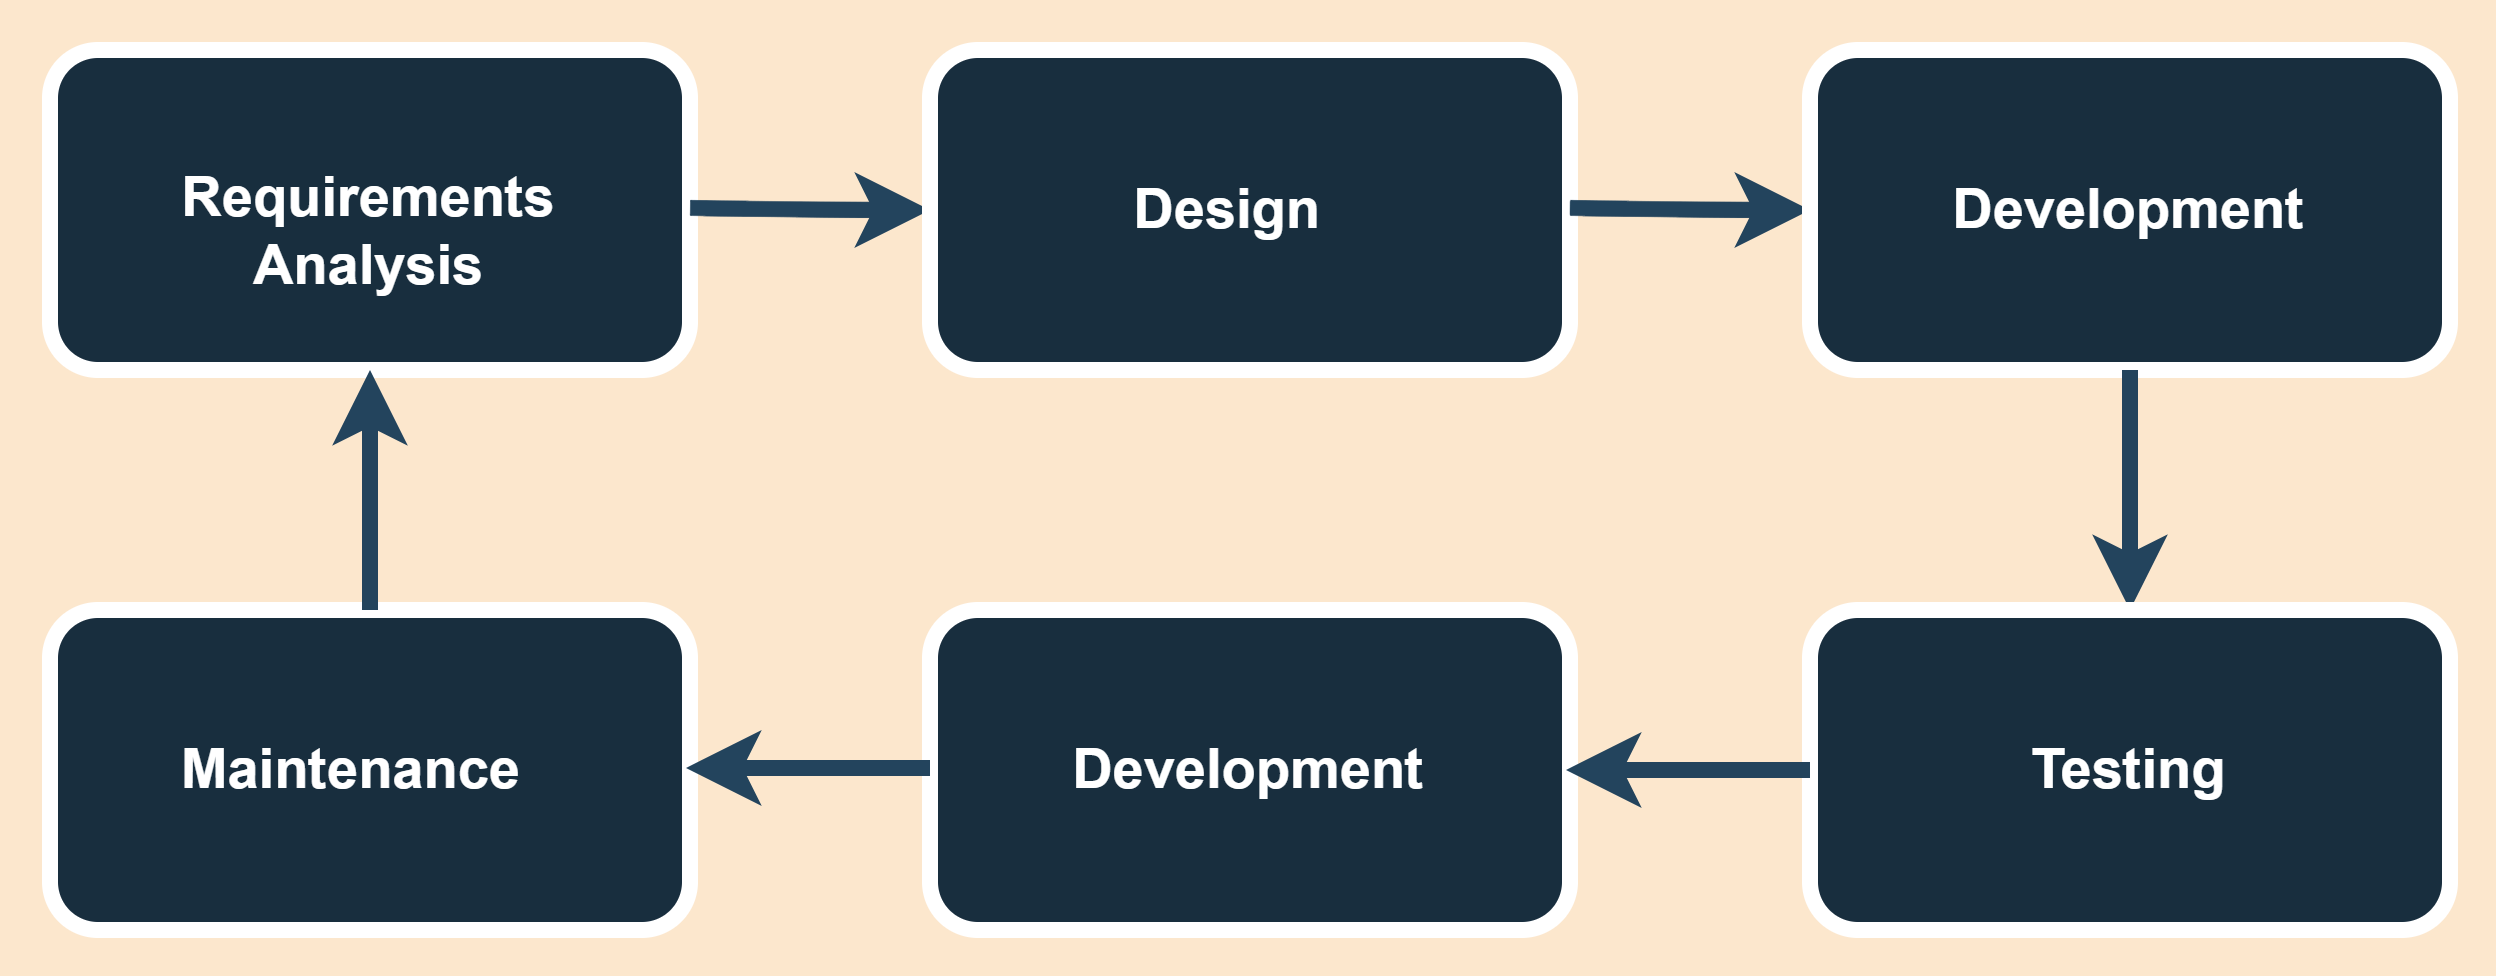 Requirements
Analysis
Design
Development
Maintenance
Development
Testing